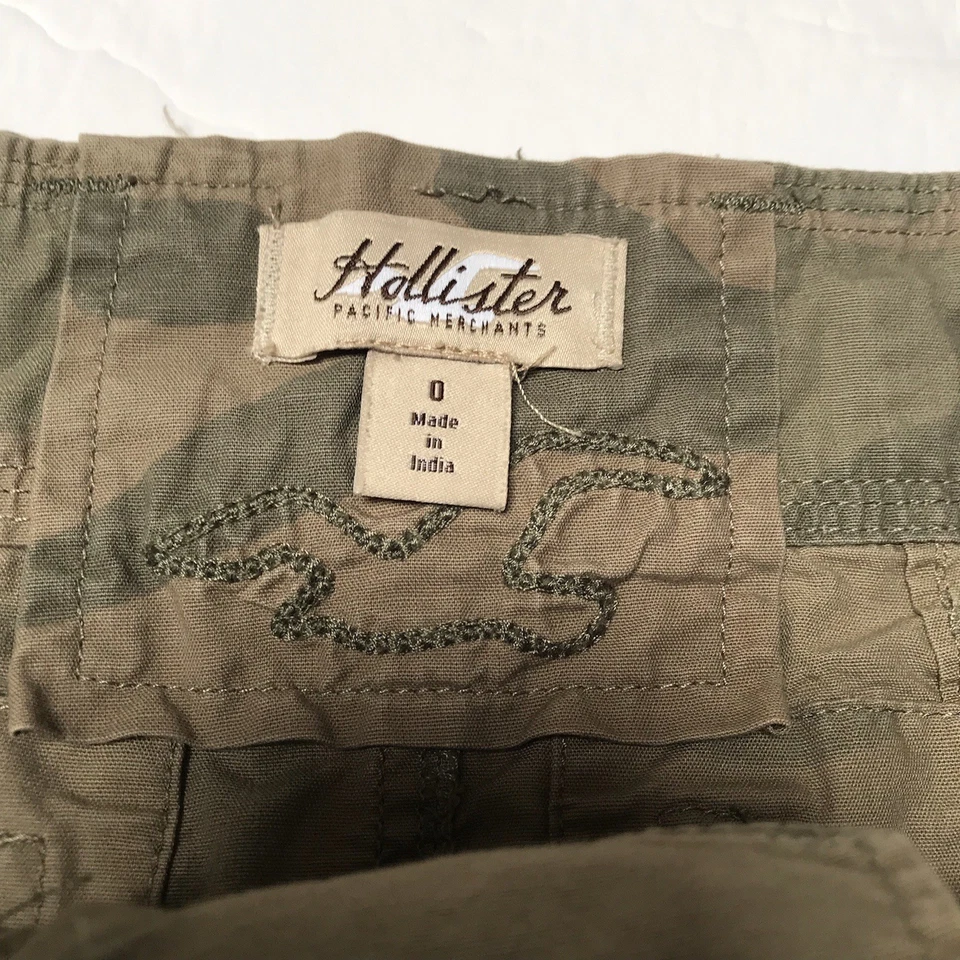 Hollister
PACIFIC MERCHANTS
0
Made
in
India